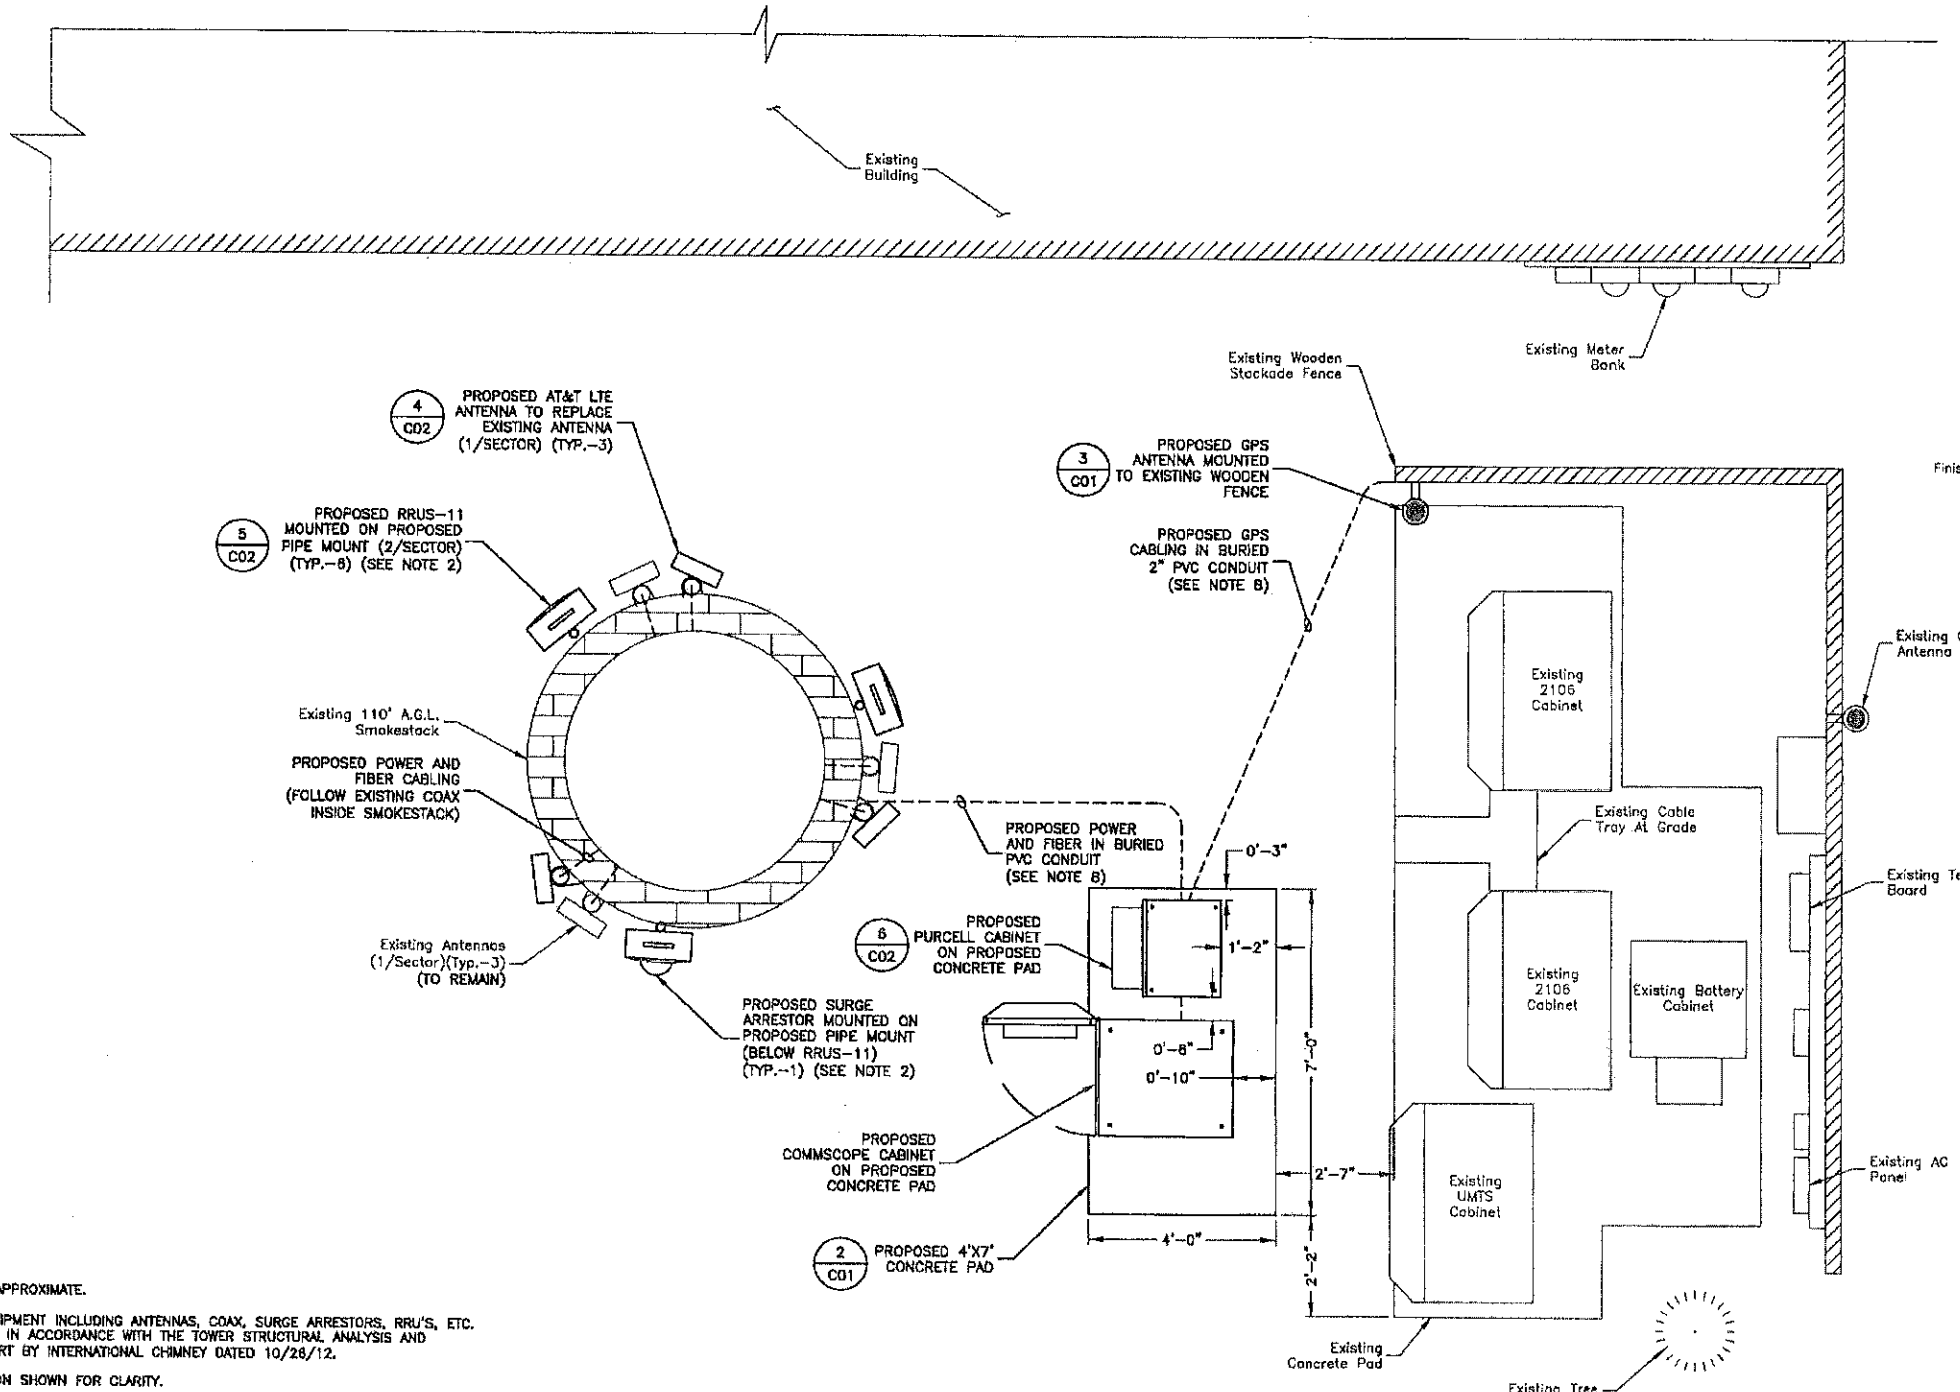 Existing
Building
Existing Meter
Bank
Existing Wooden
Stockade Fence
4
C02
PROPOSED AT&T LTE
ANTENNA TO REPLACE
EXISTING ANTENNA
(1/SECTOR) (TYP.-3)
3
C01
PROPOSED GPS
ANTENNA MOUNTED
TO EXISTING WOODEN
FENCE
5
C02
PROPOSED RRUS-11
MOUNTED ON PROPOSED
PIPE MOUNT (2/SECTOR)
(TYP.-6) (SEE NOTE 2)
PROPOSED GPS
CABLING IN BURIED
2" PVC CONDUIT
(SEE NOTE 8)
Existing
Antenna
Existing
2106
Cabinet
Existing 110' A.G.L.
Smokestack
PROPOSED POWER AND
FIBER CABLING
(FOLLOW EXISTING COAX
INSIDE SMOKESTACK)
Existing Cable
Tray At Grade
PROPOSED POWER
AND FIBER IN BURIED
PVC CONDUIT
(SEE NOTE 8)
0'-3"
Existing
Board
6
C02
PROPOSED
PURCELL CABINET
ON PROPOSED
CONCRETE PAD
1'-2"
Existing Antennas
(1/Sector)(Typ.-3)
(TO REMAIN)
Existing
2106
Cabinet
Existing Battery
Cabinet
PROPOSED SURGE
ARRESTOR MOUNTED ON
PROPOSED PIPE MOUNT
(BELOW RRUS-11)
(TYP.-1) (SEE NOTE 2)
0'-6"
0'-10"
7'-0"
PROPOSED
COMMSCOPE CABINET
ON PROPOSED
CONCRETE PAD
2'-7"
Existing
UMTS
Cabinet
Existing AC
Panel
4'-0"
2'-2"
2
C01
PROPOSED 4'X7'
CONCRETE PAD
Existing
Concrete Pad
Existing Tree
APPROXIMATE.
IPMENT INCLUDING ANTENNAS, COAX, SURGE ARRESTORS, RRU'S, ETC.
IN ACCORDANCE WITH THE TOWER STRUCTURAL ANALYSIS AND
RT BY INTERNATIONAL CHIMNEY DATED 10/26/12.
ON SHOWN FOR CLARITY.